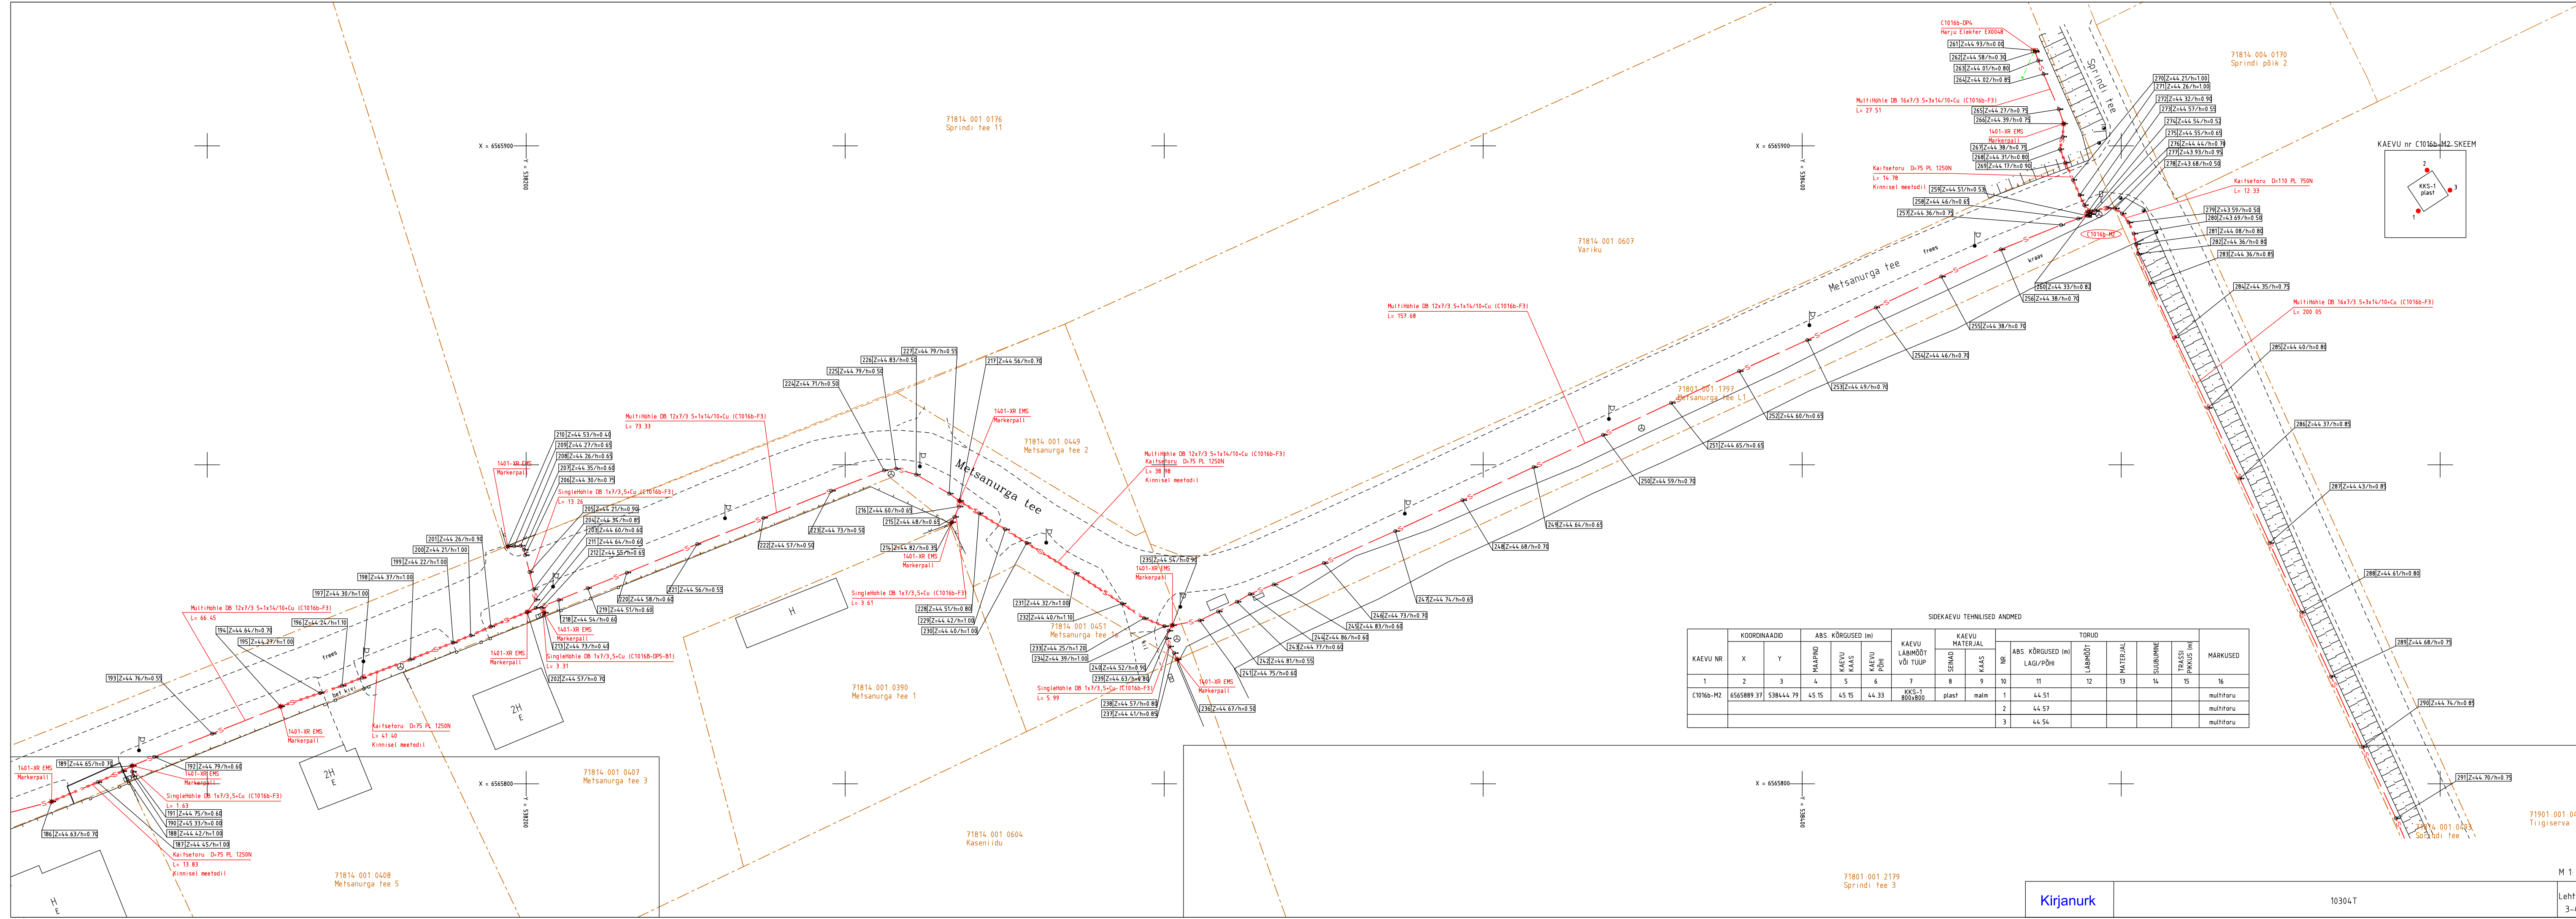 C1016b-DP4
Harju Elekter EX0048
261 Z=44.93/h=0.00
262 Z=44.58/h=0.30
263 Z=44.01/h=0.80
264 Z=44.02/h=0.85
MultiHohle DB 16x7/3.5+3x14/10+Cu (C1016b-F3)
L= 27.51
265 Z=44.27/h=0.75
266 Z=44.39/h=0.75
1401-XR EMS
Markerpall
267 Z=44.38/h=0.75
268 Z=44.31/h=0.80
269 Z=44.17/h=0.90
Kaitsetoru D=75 PL 1250N
L= 14.78
Kinnisel meetodil
259 Z=44.51/h=0.53
258 Z=44.46/h=0.65
257 Z=44.36/h=0.75
C1016b-M2
Sprindi tee
71814:004:0170
Sprindi põik 2
270 Z=44.21/h=1.00
271 Z=44.26/h=1.00
272 Z=44.32/h=0.90
273 Z=44.57/h=0.55
274 Z=44.54/h=0.52
275 Z=44.55/h=0.65
276 Z=44.44/h=0.70
277 Z=43.93/h=0.95
278 Z=43.68/h=0.50
Kaitsetoru D=110 PL 750N
L= 12.33
279 Z=43.59/h=0.50
280 Z=43.69/h=0.50
281 Z=44.08/h=0.80
282 Z=44.36/h=0.80
283 Z=44.36/h=0.85
284 Z=44.35/h=0.75
MultiHohle DB 16x7/3.5+3x14/10+Cu (C1016b-F3)
L= 200.05
285 Z=44.40/h=0.80
286 Z=44.37/h=0.85
287 Z=44.43/h=0.85
288 Z=44.61/h=0.80
289 Z=44.68/h=0.75
290 Z=44.74/h=0.85
291 Z=44.70/h=0.75
KAEVU nr C1016b-M2 SKEEM
2
KKS-1
plast
3
1
71814:001:0176
Sprindi tee 11
X = 6565900
Y = 538200
X = 6565900
Y = 538400
71814:001:0607
Variku
Metsanurga tee
frees
kraav
260 Z=44.33/h=0.82
256 Z=44.38/h=0.70
255 Z=44.38/h=0.70
254 Z=44.46/h=0.70
253 Z=44.49/h=0.70
252 Z=44.60/h=0.65
251 Z=44.65/h=0.65
250 Z=44.59/h=0.70
249 Z=44.64/h=0.65
248 Z=44.68/h=0.70
247 Z=44.74/h=0.65
246 Z=44.73/h=0.70
245 Z=44.83/h=0.60
244 Z=44.86/h=0.60
243 Z=44.77/h=0.60
242 Z=44.81/h=0.55
241 Z=44.75/h=0.60
71801:001:1797
Metsanurga tee L1
MultiHohle DB 12x7/3.5+1x14/10+Cu (C1016b-F3)
L= 157.68
227 Z=44.79/h=0.55
226 Z=44.83/h=0.50
225 Z=44.79/h=0.50
224 Z=44.71/h=0.50
217 Z=44.56/h=0.70
1401-XR EMS
Markerpall
71814:001:0449
Metsanurga tee 2
Metsanurga tee
MultiHohle DB 12x7/3.5+1x14/10+Cu (C1016b-F3)
Kaitsetoru D=75 PL 1250N
L= 38.98
Kinnisel meetodil
MultiHohle DB 12x7/3.5+1x14/10+Cu (C1016b-F3)
L= 73.33
210 Z=44.53/h=0.40
209 Z=44.27/h=0.65
208 Z=44.26/h=0.65
207 Z=44.35/h=0.60
206 Z=44.30/h=0.75
1401-XR EMS
Markerpall
SingleHohle DB 1x7/3,5+Cu (C1016b-F3)
L= 13.26
205 Z=44.21/h=0.90
204 Z=44.34/h=0.85
203 Z=44.60/h=0.60
211 Z=44.64/h=0.60
212 Z=44.55/h=0.65
216 Z=44.60/h=0.65
215 Z=44.48/h=0.65
223 Z=44.73/h=0.50
222 Z=44.57/h=0.50
214 Z=44.82/h=0.35
1401-XR EMS
Markerpall
221 Z=44.56/h=0.55
220 Z=44.58/h=0.60
219 Z=44.51/h=0.60
218 Z=44.54/h=0.60
1401-XR EMS
Markerpall
213 Z=44.73/h=0.40
SingleHohle DB 1x7/3,5+Cu (C1016B-DP5-B1)
L= 3.31
1401-XR EMS
202 Z=44.57/h=0.70
SingleHohle DB 1x7/3,5+Cu (C1016b-F3)
L= 3.61
228 Z=44.51/h=0.80
229 Z=44.42/h=1.00
230 Z=44.40/h=1.00
231 Z=44.32/h=1.00
232 Z=44.40/h=1.10
71814:001:0451
Metsanurga tee 1a
233 Z=44.25/h=1.20
234 Z=44.39/h=1.00
235 Z=44.54/h=0.90
1401-XR EMS
Markerpall
240 Z=44.52/h=0.90
239 Z=44.63/h=0.80
SingleHohle DB 1x7/3,5+Cu (C1016b-F3)
L= 5.99
238 Z=44.57/h=0.80
237 Z=44.41/h=0.85
1401-XR EMS
Markerpall
236 Z=44.67/h=0.50
201 Z=44.26/h=0.90
200 Z=44.21/h=1.00
199 Z=44.22/h=1.00
198 Z=44.37/h=1.00
197 Z=44.30/h=1.00
196 Z=44.24/h=1.10
MultiHohle DB 12x7/3.5+1x14/10+Cu (C1016b-F3)
L= 66.45
194 Z=44.64/h=0.70
195 Z=44.27/h=1.00
193 Z=44.76/h=0.55
frees
bet kivi
1401-XR EMS
Markerpall
Kaitsetoru D=75 PL 1250N
L= 41.40
Kinnisel meetodil
189 Z=44.65/h=0.70
192 Z=44.79/h=0.60
1401-XR EMS
Markerpall
1401-XR EMS
Markerpall
SingleHohle DB 1x7/3,5+Cu (C1016b-F3)
L= 1.63
191 Z=44.75/h=0.60
190 Z=45.33/h=0.00
188 Z=44.42/h=1.00
187 Z=44.45/h=1.00
186 Z=44.63/h=0.70
Kaitsetoru D=75 PL 1250N
L= 13.83
Kinnisel meetodil
H
E
2H
E
2H
E
H
71814:001:0390
Metsanurga tee 1
71814:001:0407
Metsanurga tee 3
71814:001:0408
Metsanurga tee 5
71814:001:0604
Kaseniidu
X = 6565800
Y = 538200
X = 6565800
Y = 538400
71801:001:2179
Sprindi tee 3
71814:001:0493
Sprindi tee
71901:001:0
Tiigiserva
SIDEKAEVU TEHNILISED ANDMED
KAEVU NR KOORDINAADID ABS. KÕRGUSED (m) KAEVU LÄBIMÕÕT VÕI TÜÜP KAEVU MATERJAL TORUD MÄRKUSED
X Y MAAPIND KAEVU KAAS KAEVU PÕHI SEINAD KAAS NR ABS. KÕRGUSED (m) LAGI/PÕHI LÄBIMÕÕT MATERJAL SUUBUMINE TRASSI PIKKUS (m)
1 2 3 4 5 6 7 8 9 10 11 12 13 14 15 16
C1016b-M2 6565889.37 538444.79 45.15 45.15 44.33 KKS-1 800x800 plast malm 1 44.51 multitoru
2 44.57 multitoru
3 44.54 multitoru
M 1
Kirjanurk
10304T
Leht
3-